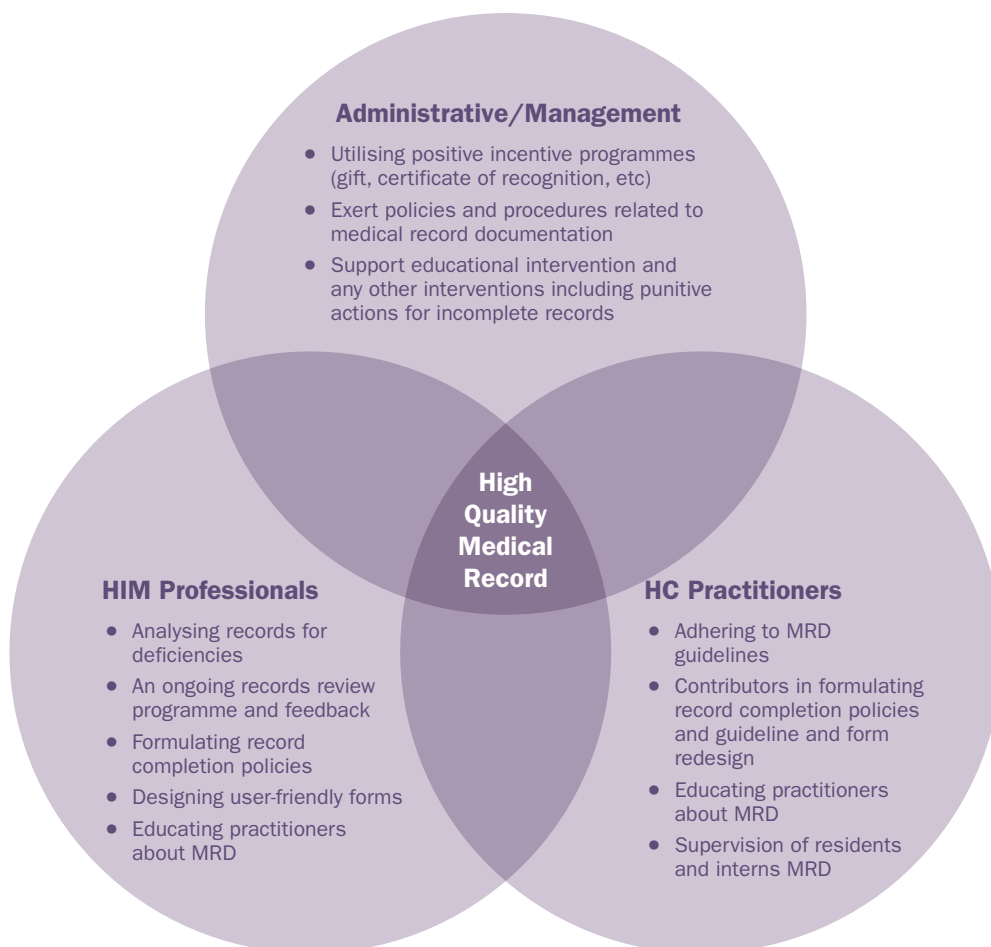 Administrative/Management
● Utilising positive incentive programmes
(gift, certificate of recognition, etc)
● Exert policies and procedures related to
medical record documentation
● Support educational intervention and
any other interventions including punitive
actions for incomplete records
High
Quality
Medical
Record
HIM Professionals
● Analysing records for
deficiencies
● An ongoing records review
programme and feedback
● Formulating record
completion policies
● Designing user-friendly forms
● Educating practitioners
about MRD
HC Practitioners
● Adhering to MRD
guidelines
● Contributors in formulating
record completion policies
and guideline and form
redesign
● Educating practitioners
about MRD
● Supervision of residents
and interns MRD